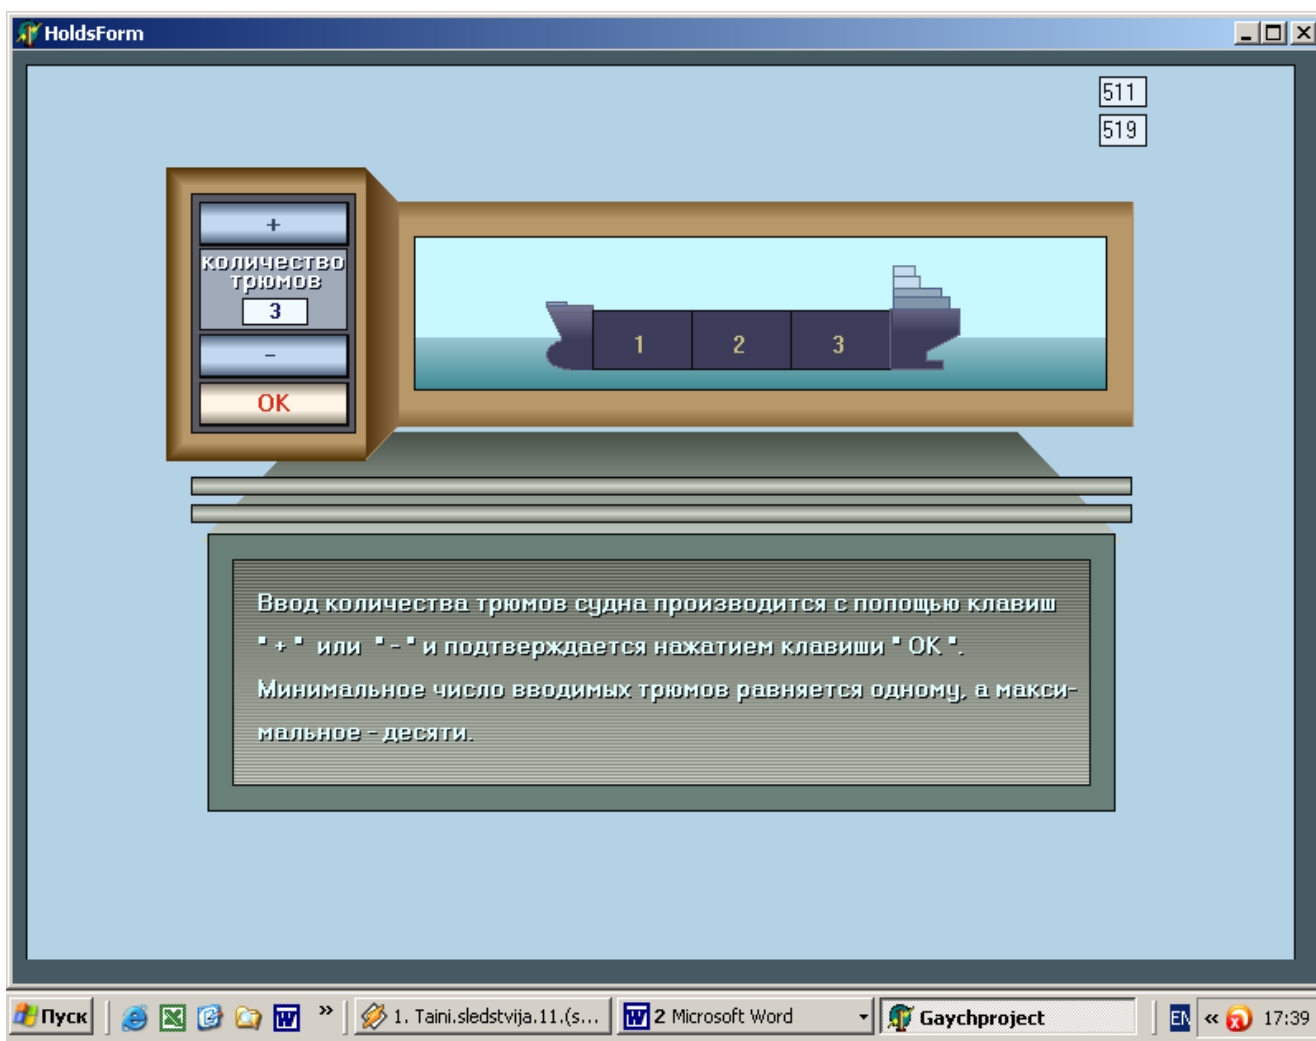 HoldsForm
511
519
+
количество
трюмов
3
-
OK
1 2 3
Ввод количества трюмов судна производится с попощью клавиш
" + " или " - " и подтверждается нажатием клавиши " OK ".
Минимальное число вводимых трюмов равняется одному, а макси-
мальное - десяти.
Пуск » 1. Taini.sledstvija.11.(s... 2 Microsoft Word Gaychproject EN « 17:39